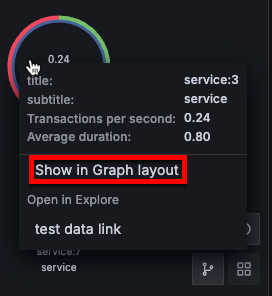 0.24
title: service:3
subtitle: service
Transactions per second: 0.24
Average duration: 0.80
Show in Graph layout
Open in Explore
test data link
service:7
service